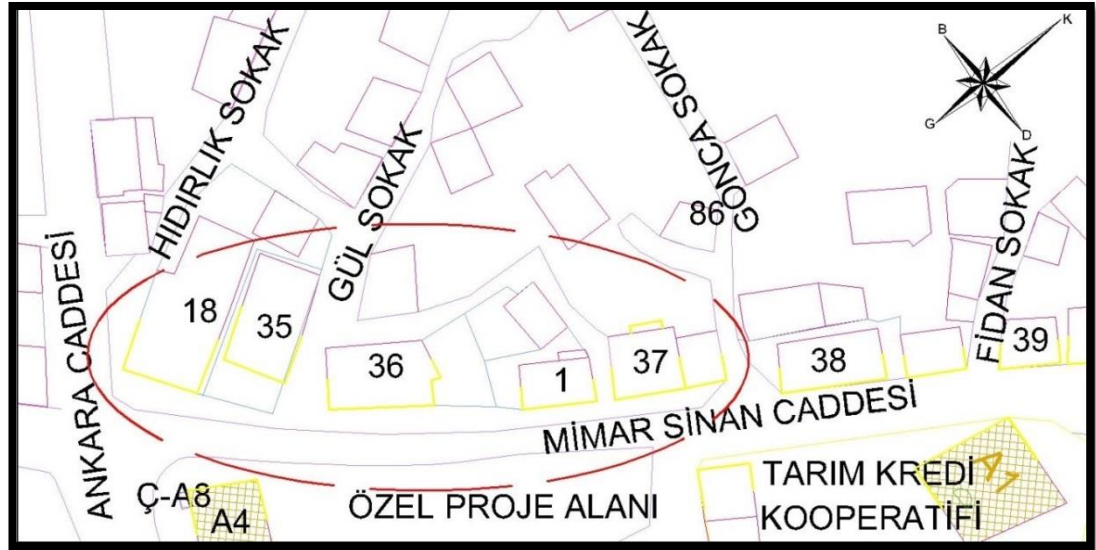 HIDIRLIK SOKAK
GÜL SOKAK
GONCA SOKAK
B
K
G
D
86
ANKARA CADDESİ
FİDAN SOKAK
18
35
36
1
37
38
39
MİMAR SİNAN CADDESİ
Ç-A8
A4
ÖZEL PROJE ALANI
TARIM KREDİ
KOOPERATİFİ
A7